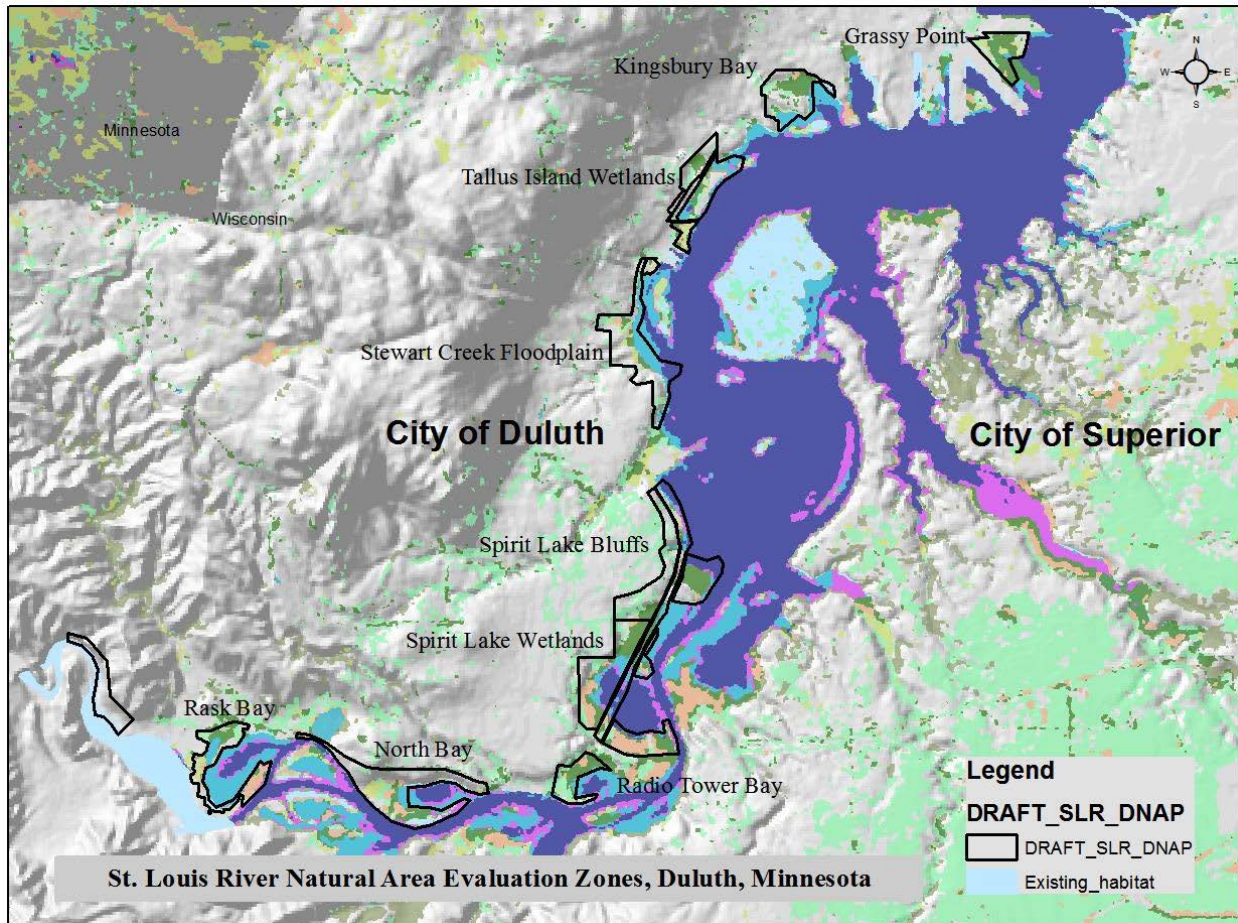 Grassy Point
N
W
E
S
Kingsbury Bay
Minnesota
Tallus Island Wetlands
Wisconsin
Stewart Creek Floodplain
City of Duluth
City of Superior
Spirit Lake Bluffs
Spirit Lake Wetlands
Rask Bay
North Bay
Radio Tower Bay
Legend
DRAFT_SLR_DNAP
DRAFT_SLR_DNAP
Existing_habitat
St. Louis River Natural Area Evaluation Zones, Duluth, Minnesota